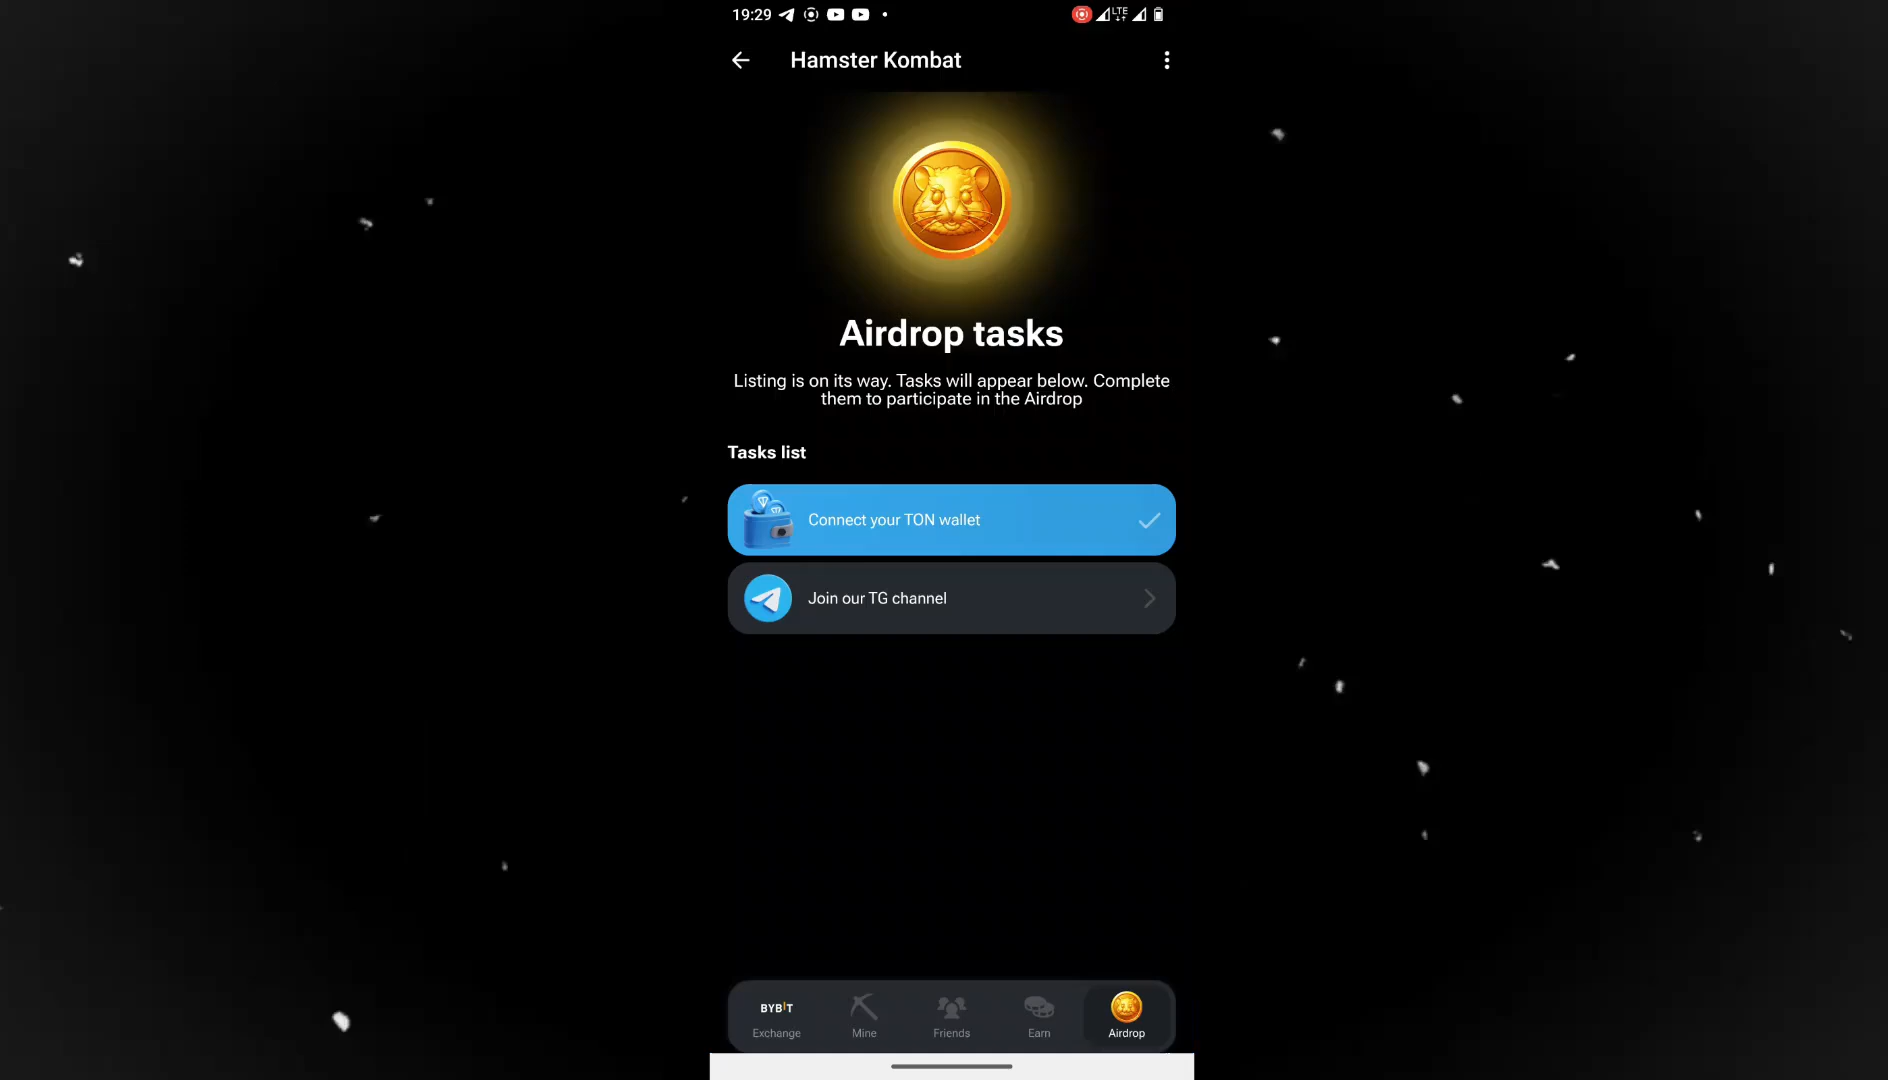 19:29
LTE
Hamster Kombat
Airdrop tasks
Listing is on its way. Tasks will appear below. Complete
them to participate in the Airdrop
Tasks list
Connect your TON wallet
Join our TG channel
BYBIT
Exchange
Mine
Friends
Earn
Airdrop